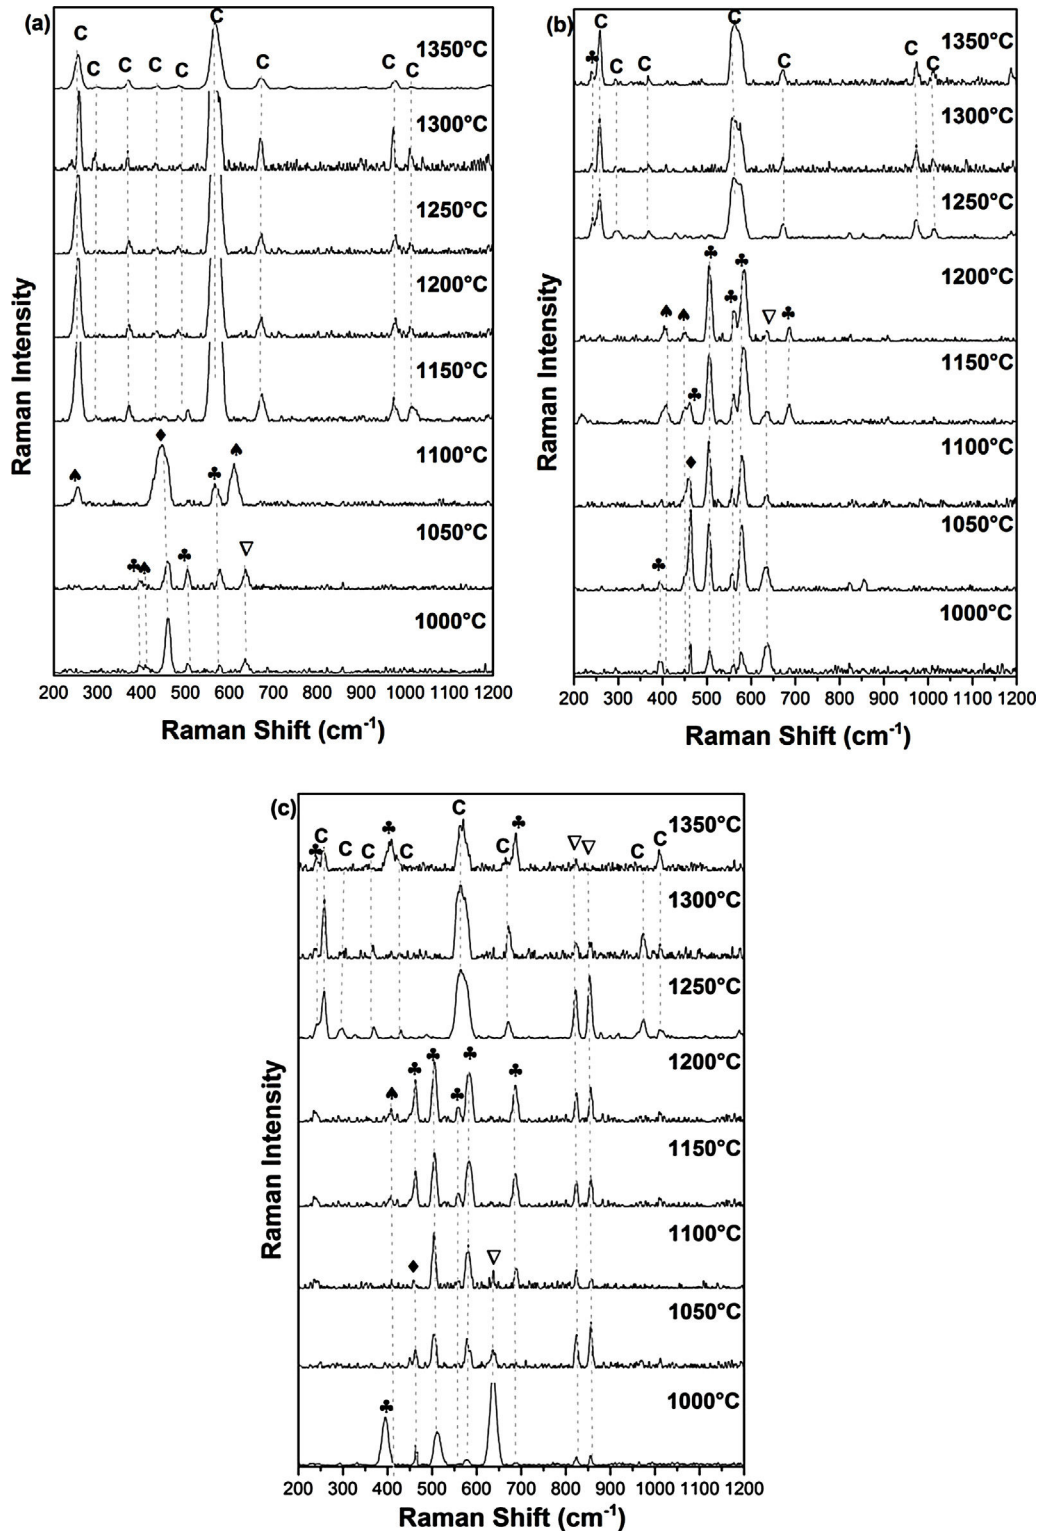 (a)
C C C C C C C C C
1350°C
1300°C
1250°C
1200°C
1150°C
♦ ♠ ♣ ♠
1100°C
♣ ♠ ♣ ▽
1050°C
1000°C
200 300 400 500 600 700 800 900 1000 1100 1200
Raman Shift (cm-1)
Raman Intensity
(b)
♣ C C C C C C C
1350°C
1300°C
1250°C
♠ ♠ ♣ ♣ ♣ ▽ ♣
1200°C
♣
1150°C
♦
1100°C
♣
1050°C
1000°C
200 300 400 500 600 700 800 900 1000 1100 1200
Raman Shift (cm-1)
Raman Intensity
(c)
♣ C C C ♣ C C C ♣ ▽ ▽ C C
1350°C
1300°C
1250°C
♠ ♣ ♣ ♣ ♣ ♣
1200°C
1150°C
♦ ▽
1100°C
1050°C
♣
1000°C
200 300 400 500 600 700 800 900 1000 1100 1200
Raman Shift (cm-1)
Raman Intensity